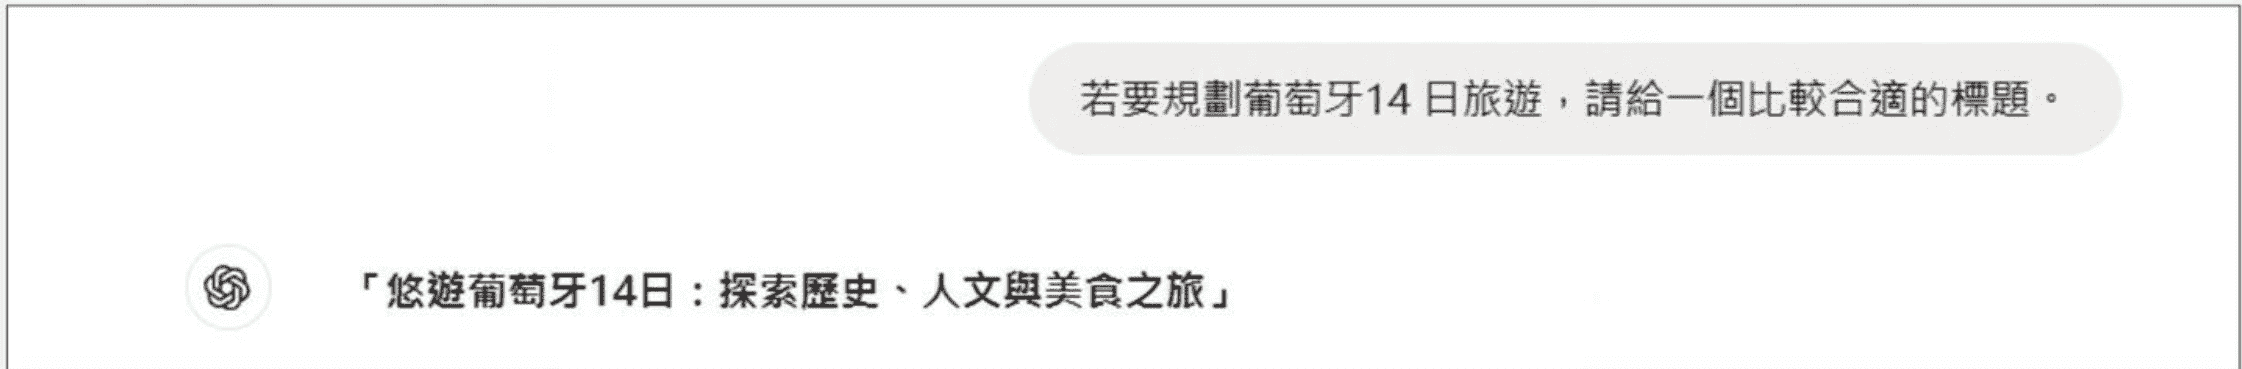 若要規劃葡萄牙14 日旅遊，請給一個比較合適的標題。
「悠遊葡萄牙14日：探索歷史、人文與美食之旅」